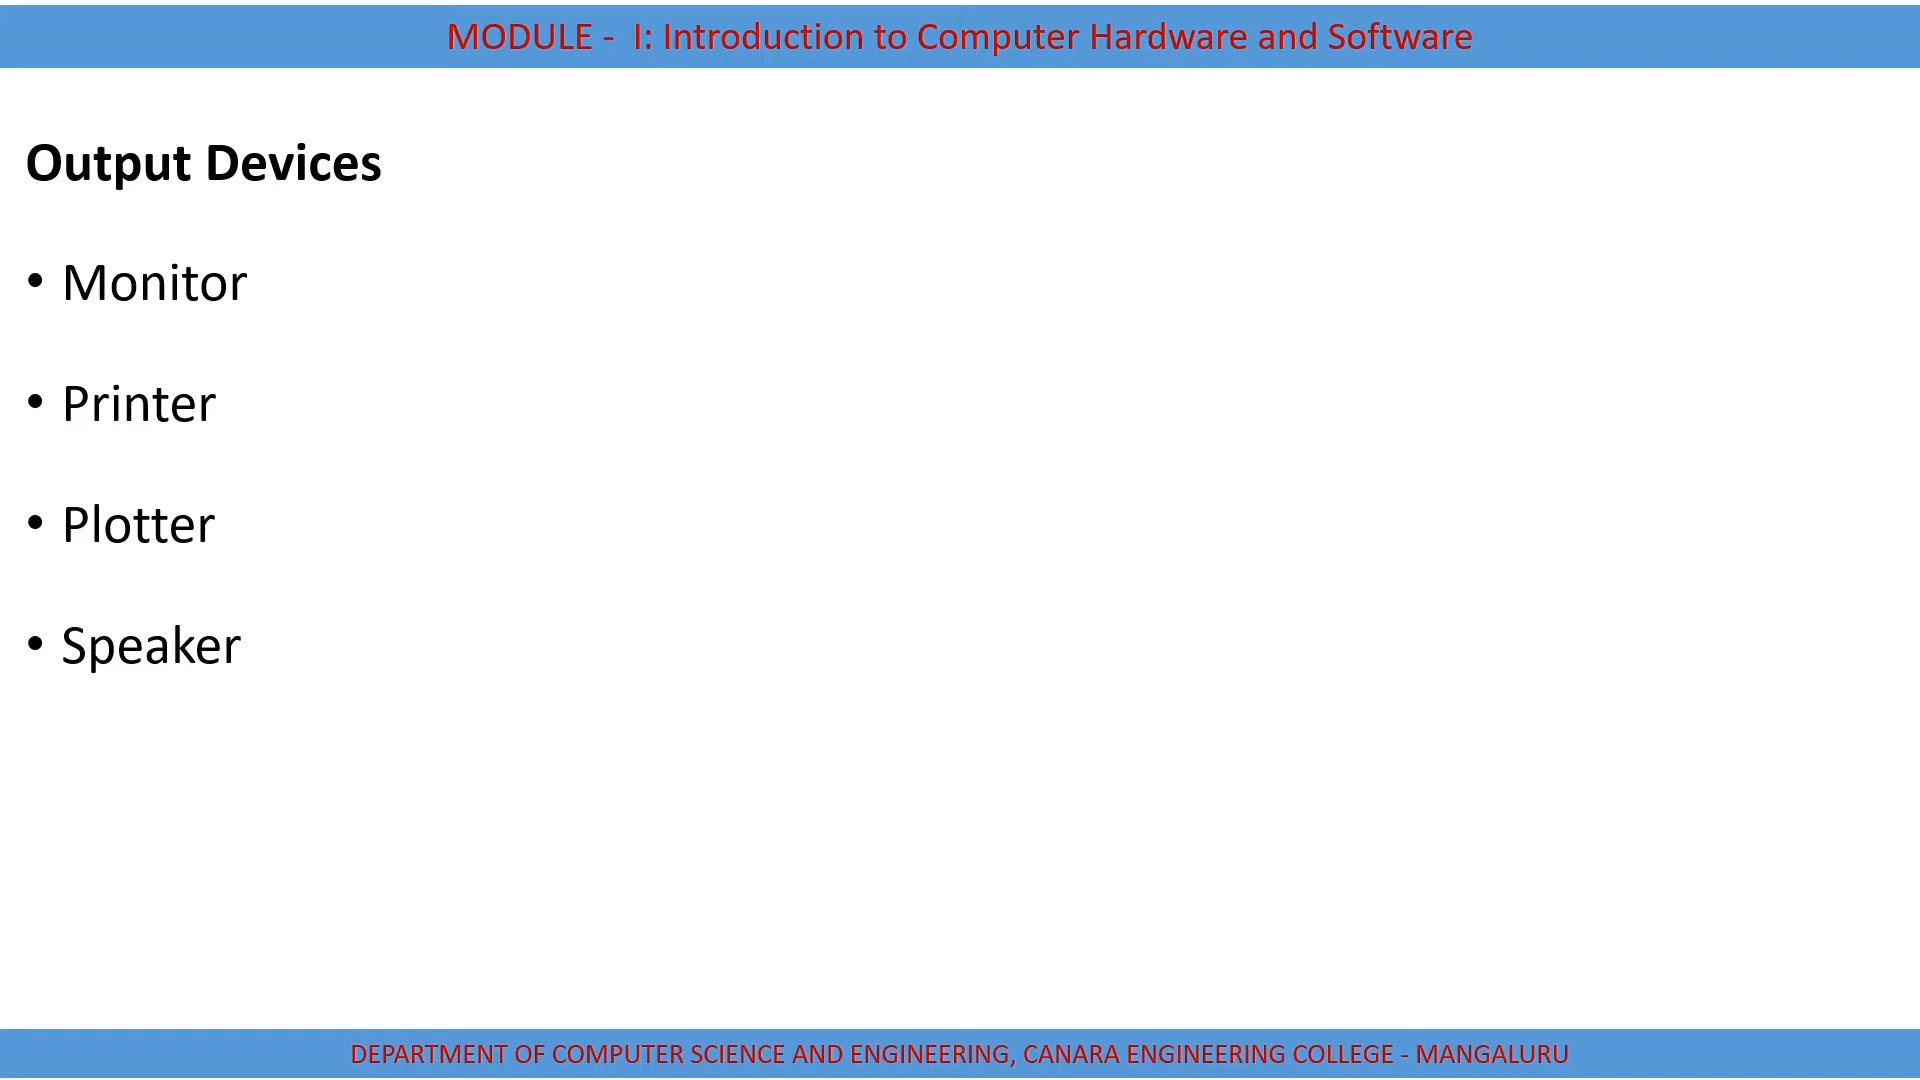 MODULE -  I: Introduction to Computer Hardware and Software
Output Devices
• Monitor
• Printer
• Plotter
• Speaker
DEPARTMENT OF COMPUTER SCIENCE AND ENGINEERING, CANARA ENGINEERING COLLEGE - MANGALURU